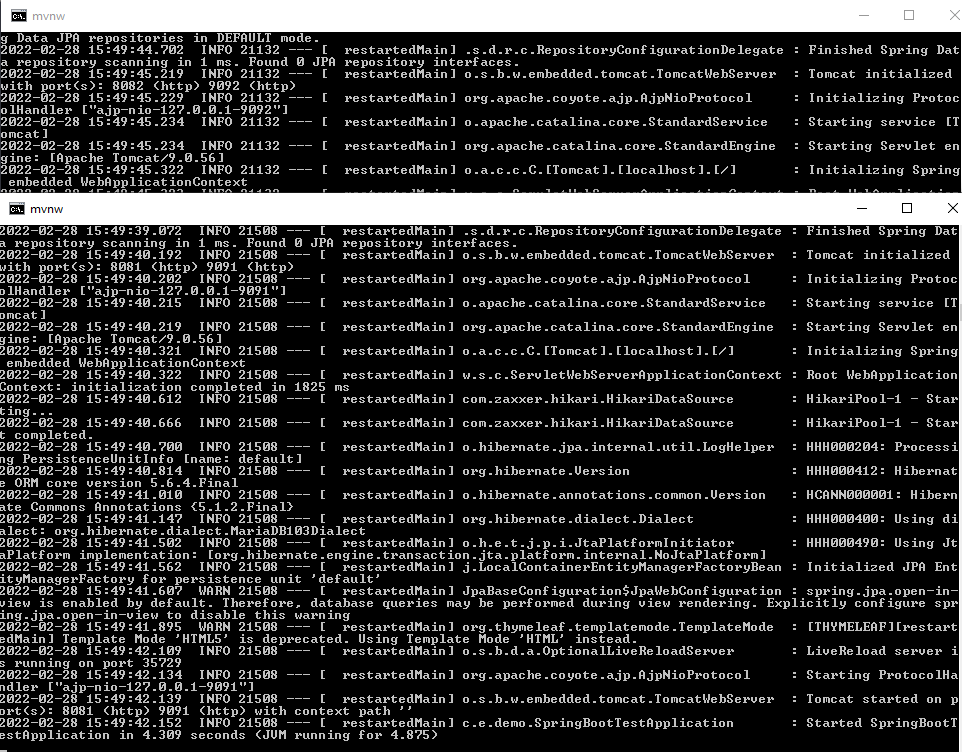 mvnw
g Data JPA repositories in DEFAULT mode.
2022-02-28 15:49:44.702  INFO 21132 --- [  restartedMain] .s.d.r.c.RepositoryConfigurationDelegate : Finished Spring Dat
a repository scanning in 1 ms. Found 0 JPA repository interfaces.
2022-02-28 15:49:45.219  INFO 21132 --- [  restartedMain] o.s.b.w.embedded.tomcat.TomcatWebServer  : Tomcat initialized
with port(s): 8082 (http) 9092 (http)
2022-02-28 15:49:45.229  INFO 21132 --- [  restartedMain] org.apache.coyote.ajp.AjpNioProtocol     : Initializing Protoc
olHandler ["ajp-nio-127.0.0.1-9092"]
2022-02-28 15:49:45.234  INFO 21132 --- [  restartedMain] o.apache.catalina.core.StandardService   : Starting service [T
omcat]
2022-02-28 15:49:45.234  INFO 21132 --- [  restartedMain] org.apache.catalina.core.StandardEngine  : Starting Servlet en
gine: [Apache Tomcat/9.0.56]
2022-02-28 15:49:45.322  INFO 21132 --- [  restartedMain] o.a.c.c.C.[Tomcat].[localhost].[/]       : Initializing Spring
 embedded WebApplicationContext
mvnw
2022-02-28 15:49:39.072  INFO 21508 --- [  restartedMain] .s.d.r.c.RepositoryConfigurationDelegate : Finished Spring Dat
a repository scanning in 1 ms. Found 0 JPA repository interfaces.
2022-02-28 15:49:40.192  INFO 21508 --- [  restartedMain] o.s.b.w.embedded.tomcat.TomcatWebServer  : Tomcat initialized
with port(s): 8081 (http) 9091 (http)
2022-02-28 15:49:40.202  INFO 21508 --- [  restartedMain] org.apache.coyote.ajp.AjpNioProtocol     : Initializing Protoc
olHandler ["ajp-nio-127.0.0.1-9091"]
2022-02-28 15:49:40.215  INFO 21508 --- [  restartedMain] o.apache.catalina.core.StandardService   : Starting service [T
omcat]
2022-02-28 15:49:40.219  INFO 21508 --- [  restartedMain] org.apache.catalina.core.StandardEngine  : Starting Servlet en
gine: [Apache Tomcat/9.0.56]
2022-02-28 15:49:40.321  INFO 21508 --- [  restartedMain] o.a.c.c.C.[Tomcat].[localhost].[/]       : Initializing Spring
 embedded WebApplicationContext
2022-02-28 15:49:40.322  INFO 21508 --- [  restartedMain] w.s.c.ServletWebServerApplicationContext : Root WebApplication
Context: initialization completed in 1825 ms
2022-02-28 15:49:40.612  INFO 21508 --- [  restartedMain] com.zaxxer.hikari.HikariDataSource       : HikariPool-1 - Star
ting...
2022-02-28 15:49:40.666  INFO 21508 --- [  restartedMain] com.zaxxer.hikari.HikariDataSource       : HikariPool-1 - Star
t completed.
2022-02-28 15:49:40.700  INFO 21508 --- [  restartedMain] o.hibernate.jpa.internal.util.LogHelper  : HHH000204: Processi
ng PersistenceUnitInfo [name: default]
2022-02-28 15:49:40.814  INFO 21508 --- [  restartedMain] org.hibernate.Version                    : HHH000412: Hibernat
e ORM core version 5.6.4.Final
2022-02-28 15:49:41.010  INFO 21508 --- [  restartedMain] o.hibernate.annotations.common.Version   : HCANN000001: Hibern
ate Commons Annotations {5.1.2.Final}
2022-02-28 15:49:41.147  INFO 21508 --- [  restartedMain] org.hibernate.dialect.Dialect            : HHH000400: Using di
alect: org.hibernate.dialect.MariaDB103Dialect
2022-02-28 15:49:41.502  INFO 21508 --- [  restartedMain] o.h.e.t.j.p.i.JtaPlatformInitiator       : HHH000490: Using Jt
aPlatform implementation: [org.hibernate.engine.transaction.jta.platform.internal.NoJtaPlatform]
2022-02-28 15:49:41.562  INFO 21508 --- [  restartedMain] j.LocalContainerEntityManagerFactoryBean : Initialized JPA Ent
ityManagerFactory for persistence unit 'default'
2022-02-28 15:49:41.607  WARN 21508 --- [  restartedMain] JpaBaseConfiguration$JpaWebConfiguration : spring.jpa.open-in-
view is enabled by default. Therefore, database queries may be performed during view rendering. Explicitly configure spr
ing.jpa.open-in-view to disable this warning
2022-02-28 15:49:41.895  WARN 21508 --- [  restartedMain] org.thymeleaf.templatemode.TemplateMode  : [THYMELEAF][restart
edMain] Template Mode 'HTML5' is deprecated. Using Template Mode 'HTML' instead.
2022-02-28 15:49:42.109  INFO 21508 --- [  restartedMain] o.s.b.d.a.OptionalLiveReloadServer       : LiveReload server i
s running on port 35729
2022-02-28 15:49:42.134  INFO 21508 --- [  restartedMain] org.apache.coyote.ajp.AjpNioProtocol     : Starting ProtocolHa
ndler ["ajp-nio-127.0.0.1-9091"]
2022-02-28 15:49:42.139  INFO 21508 --- [  restartedMain] o.s.b.w.embedded.tomcat.TomcatWebServer  : Tomcat started on p
ort(s): 8081 (http) 9091 (http) with context path ''
2022-02-28 15:49:42.152  INFO 21508 --- [  restartedMain] c.e.demo.SpringBootTestApplication       : Started SpringBootT
estApplication in 4.309 seconds (JVM running for 4.875)